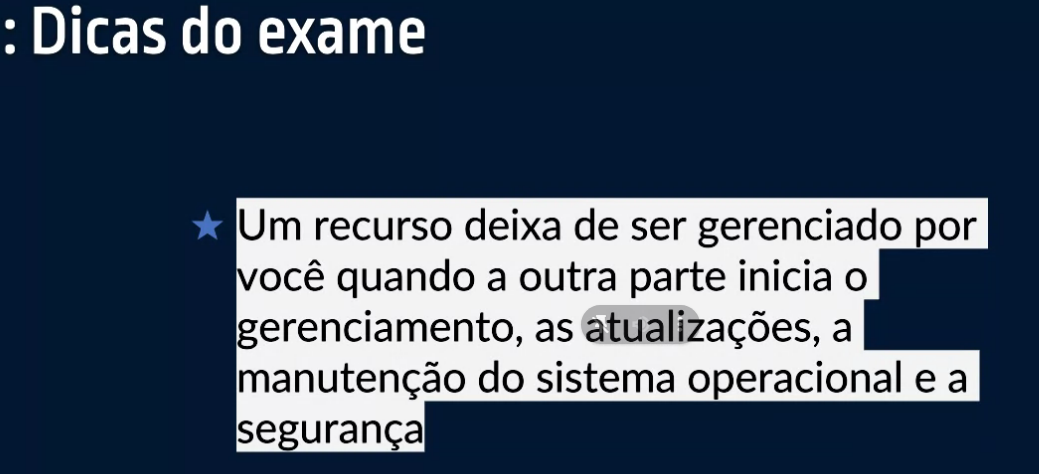 : Dicas do exame
Um recurso deixa de ser gerenciado por
você quando a outra parte inicia o
gerenciamento, as atualizações, a
manutenção do sistema operacional e a
segurança